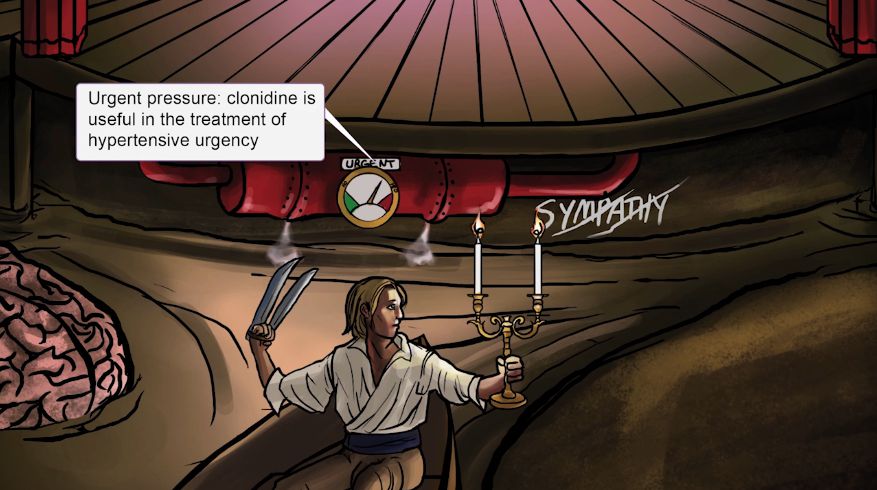 Urgent pressure: clonidine is
useful in the treatment of
hypertensive urgency
URGENT
SYMPATHY